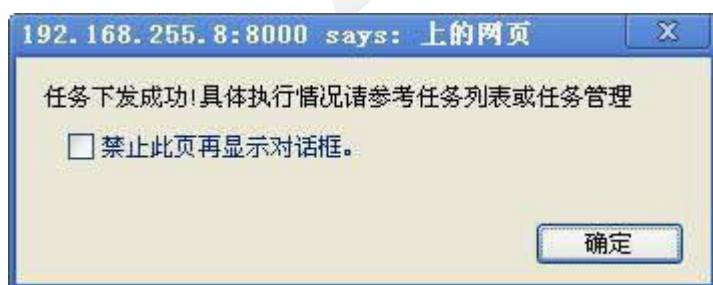 192.168.255.8:8000 says: 上的网页
任务下发成功!具体执行情况请参考任务列表或任务管理
禁止此页再显示对话框。
确定